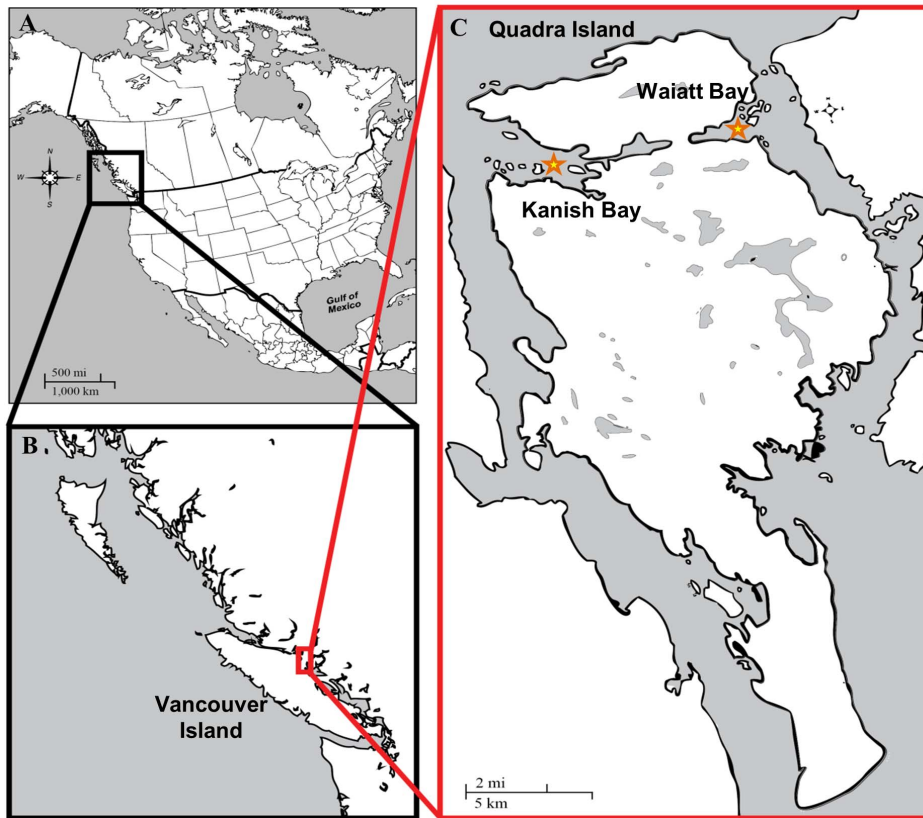 A
N
W E
S
Gulf of
Mexico
500 mi
1,000 km
B
Vancouver
Island
C
Quadra Island
Waiatt Bay
Kanish Bay
2 mi
5 km